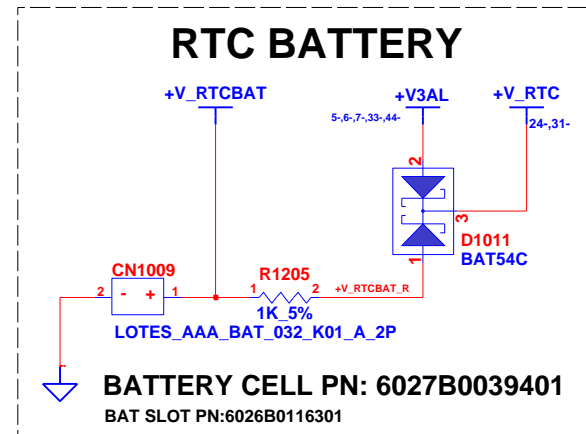 RTC BATTERY
+V_RTCBAT
+V3AL
+V_RTC
5-,6-,7-,33-,44-
24-,31-
2
3
D1011
BAT54C
1
CN1009
R1205
2
- +
1
1
2
+V_RTCBAT_R
1K_5%
LOTES_AAA_BAT_032_K01_A_2P
1
BATTERY CELL PN: 6027B0039401
BAT SLOT PN:6026B0116301